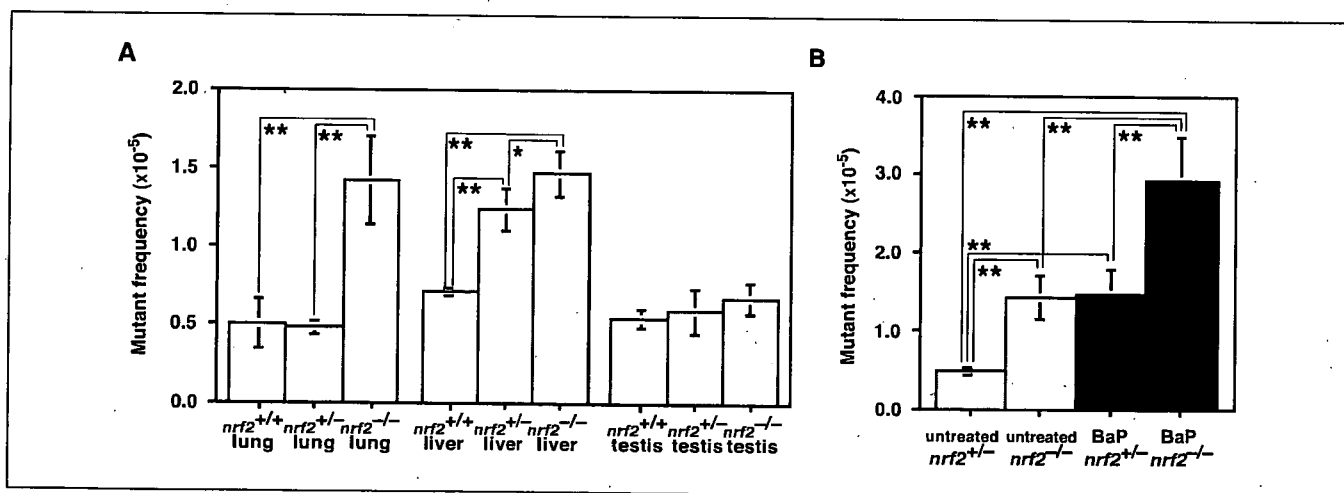 A
Mutant frequency (x10⁻⁵)
2.0
1.5
1.0
0.5
0.0
** **
** *
**
nrf2+/+ nrf2+/− nrf2−/− nrf2+/+ nrf2+/− nrf2−/− nrf2+/+ nrf2+/− nrf2−/−
lung lung lung liver liver liver testis testis testis
B
Mutant frequency (x10⁻⁵)
4.0
3.0
2.0
1.0
0.0
** ** **
**
**
untreated untreated BaP BaP
nrf2+/− nrf2−/− nrf2+/− nrf2−/−